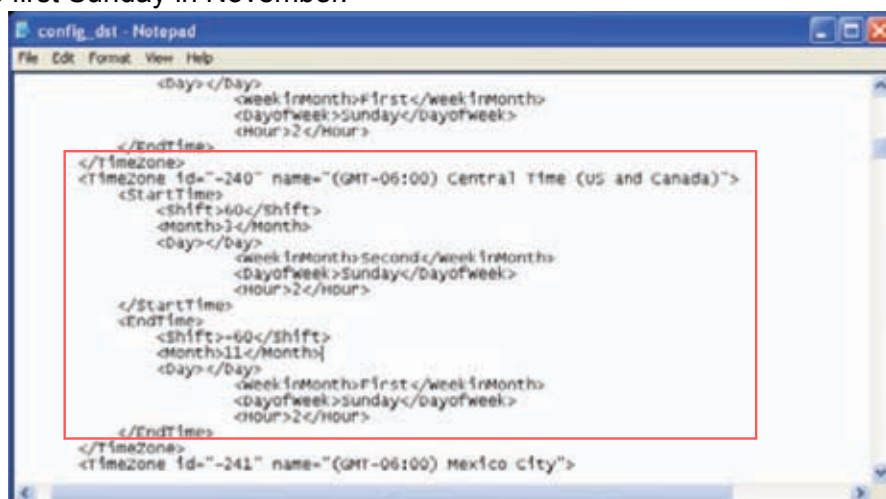 first Sunday in November.
config_dst - Notepad
File Edit Format View Help
<Day></Day>
<WeekInMonth>First</WeekInMonth>
<DayofWeek>Sunday</DayofWeek>
<Hour>2</Hour>
</EndTime>
</TimeZone>
<TimeZone id="-240" name="(GMT-06:00) Central Time (US and Canada)">
<StartTime>
<Shift>60</Shift>
<Month>3</Month>
<Day></Day>
<WeekInMonth>Second</WeekInMonth>
<DayofWeek>Sunday</DayofWeek>
<Hour>2</Hour>
</StartTime>
<EndTime>
<Shift>-60</Shift>
<Month>11</Month>
<Day></Day>
<WeekInMonth>First</WeekInMonth>
<DayofWeek>Sunday</DayofWeek>
<Hour>2</Hour>
</EndTime>
</TimeZone>
<TimeZone id="-241" name="(GMT-06:00) Mexico City">